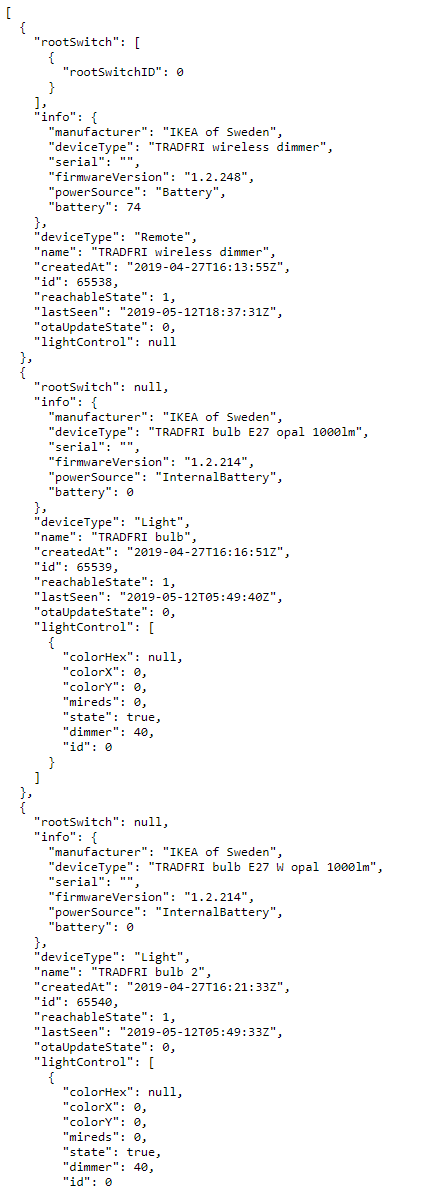 [
  {
    "rootSwitch": [
      {
        "rootSwitchID": 0
      }
    ],
    "info": {
      "manufacturer": "IKEA of Sweden",
      "deviceType": "TRADFRI wireless dimmer",
      "serial": "",
      "firmwareVersion": "1.2.248",
      "powerSource": "Battery",
      "battery": 74
    },
    "deviceType": "Remote",
    "name": "TRADFRI wireless dimmer",
    "createdAt": "2019-04-27T16:13:55Z",
    "id": 65538,
    "reachableState": 1,
    "lastSeen": "2019-05-12T18:37:31Z",
    "otaUpdateState": 0,
    "lightControl": null
  },
  {
    "rootSwitch": null,
    "info": {
      "manufacturer": "IKEA of Sweden",
      "deviceType": "TRADFRI bulb E27 opal 1000lm",
      "serial": "",
      "firmwareVersion": "1.2.214",
      "powerSource": "InternalBattery",
      "battery": 0
    },
    "deviceType": "Light",
    "name": "TRADFRI bulb",
    "createdAt": "2019-04-27T16:16:51Z",
    "id": 65539,
    "reachableState": 1,
    "lastSeen": "2019-05-12T05:49:40Z",
    "otaUpdateState": 0,
    "lightControl": [
      {
        "colorHex": null,
        "colorX": 0,
        "colorY": 0,
        "mireds": 0,
        "state": true,
        "dimmer": 40,
        "id": 0
      }
    ]
  },
  {
    "rootSwitch": null,
    "info": {
      "manufacturer": "IKEA of Sweden",
      "deviceType": "TRADFRI bulb E27 W opal 1000lm",
      "serial": "",
      "firmwareVersion": "1.2.214",
      "powerSource": "InternalBattery",
      "battery": 0
    },
    "deviceType": "Light",
    "name": "TRADFRI bulb 2",
    "createdAt": "2019-04-27T16:21:33Z",
    "id": 65540,
    "reachableState": 1,
    "lastSeen": "2019-05-12T05:49:33Z",
    "otaUpdateState": 0,
    "lightControl": [
      {
        "colorHex": null,
        "colorX": 0,
        "colorY": 0,
        "mireds": 0,
        "state": true,
        "dimmer": 40,
        "id": 0